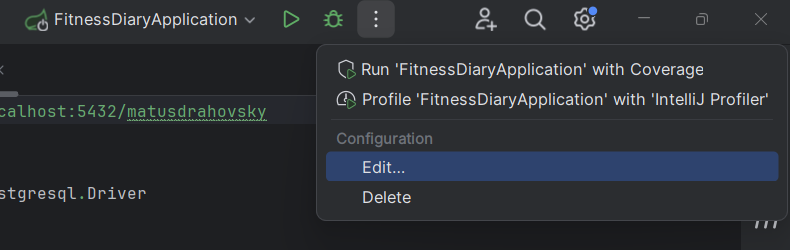 FitnessDiaryApplication
Run 'FitnessDiaryApplication' with Coverage
Profile 'FitnessDiaryApplication' with 'IntelliJ Profiler'
Configuration
Edit...
Delete
calhost:5432/matusdrahovsky
stgresql.Driver